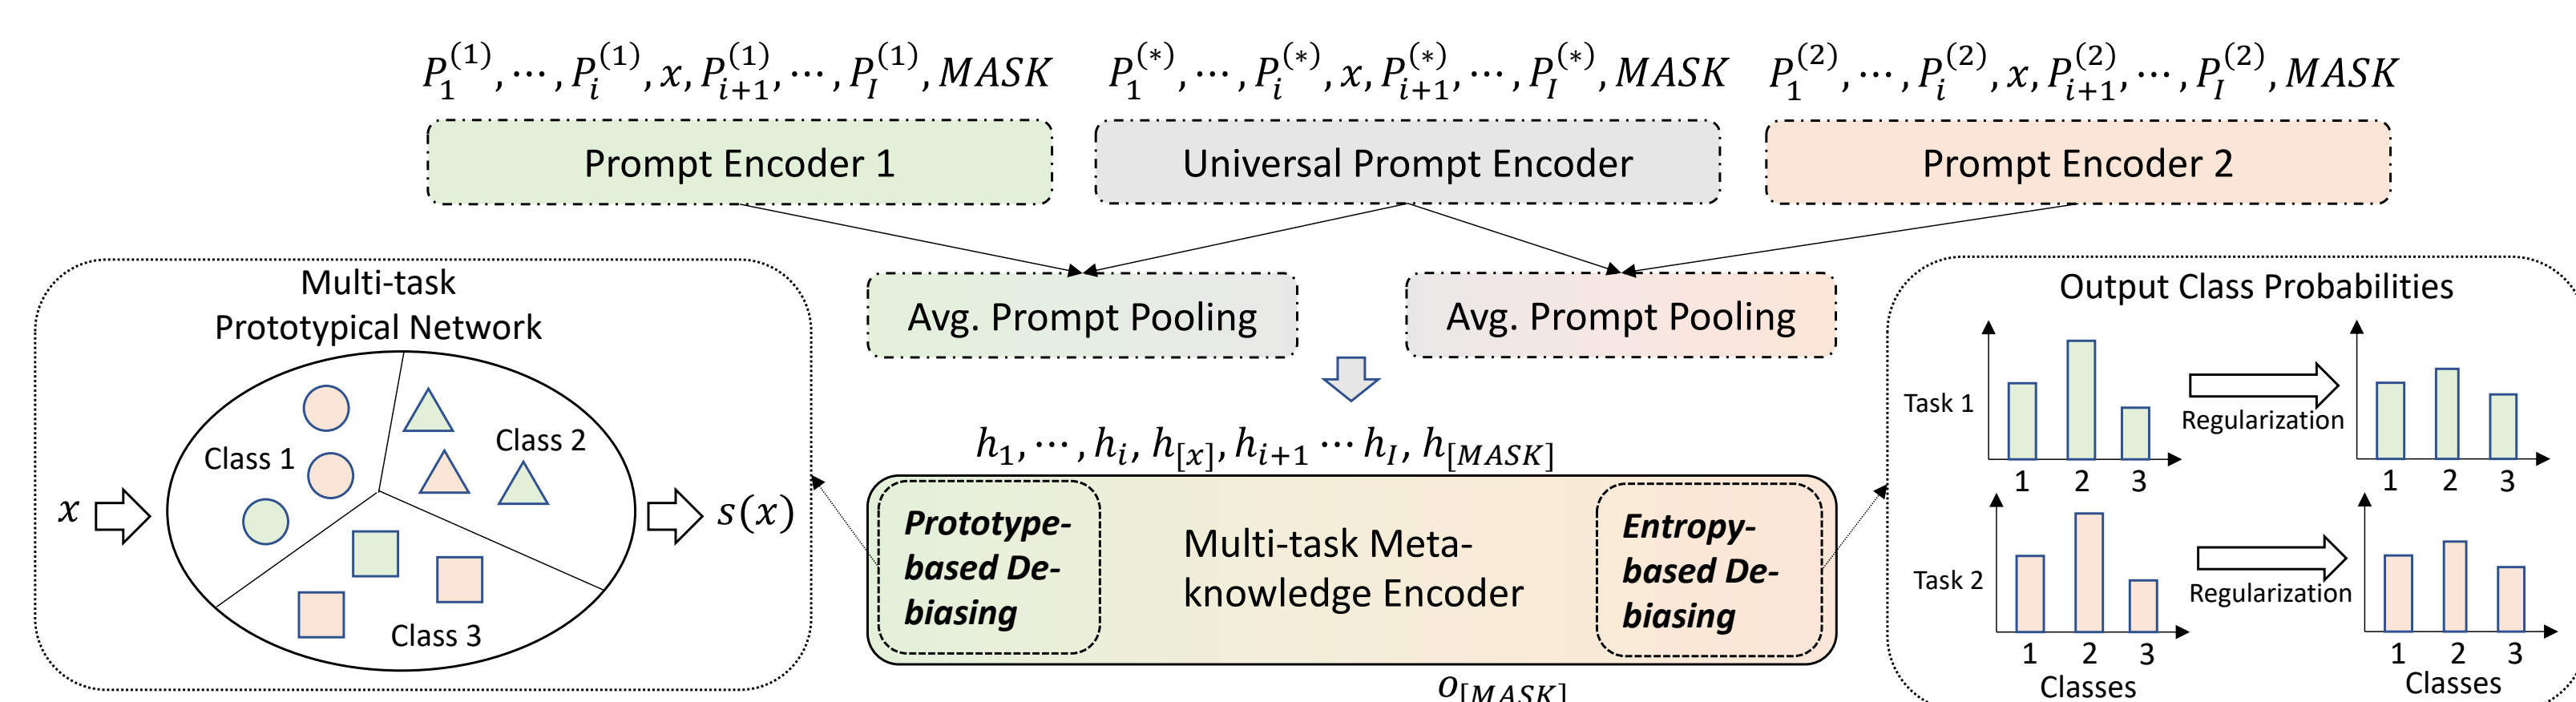 P_1^(1), ⋯, P_i^(1), x, P_{i+1}^(1), ⋯, P_I^(1), MASK
P_1^(*), ⋯, P_i^(*), x, P_{i+1}^(*), ⋯, P_I^(*), MASK
P_1^(2), ⋯, P_i^(2), x, P_{i+1}^(2), ⋯, P_I^(2), MASK
Prompt Encoder 1
Universal Prompt Encoder
Prompt Encoder 2
Multi-task
Prototypical Network
Class 1
Class 2
Class 3
x
s(x)
Avg. Prompt Pooling
Avg. Prompt Pooling
h_1, ⋯, h_i, h_[x], h_{i+1} ⋯ h_I, h_[MASK]
Prototype-
based De-
biasing
Multi-task Meta-
knowledge Encoder
Entropy-
based De-
biasing
o_[MASK]
Output Class Probabilities
Task 1
Regularization
1 2 3
1 2 3
Task 2
Regularization
1 2 3
1 2 3
Classes
Classes